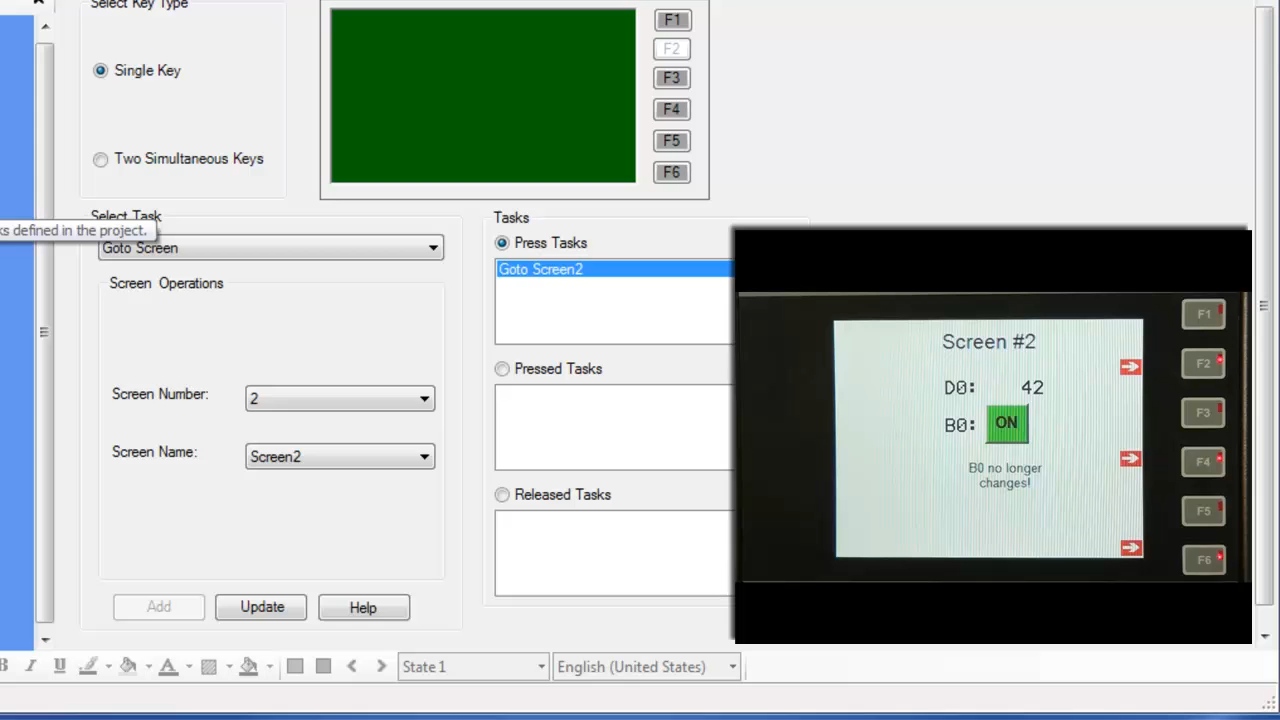 Select Key Type
Single Key
Two Simultaneous Keys
F1
F2
F3
F4
F5
F6
Select Task
s defined in the project.
Goto Screen
Screen Operations
Screen Number:
2
Screen Name:
Screen2
Add
Update
Help
Tasks
Press Tasks
Goto Screen2
Pressed Tasks
Released Tasks
Screen #2
D0: 42
B0: ON
B0 no longer
changes!
F1
F2
F3
F4
F5
F6
B I U A
State 1
English (United States)